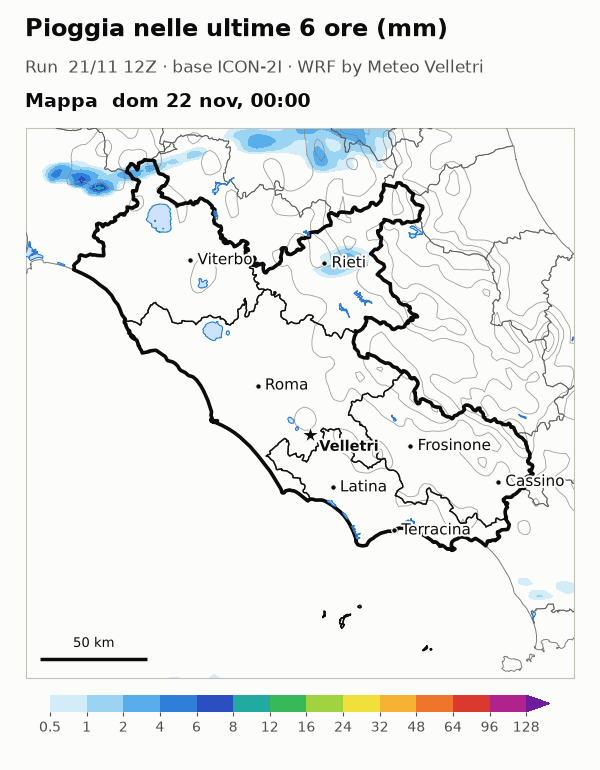 Pioggia nelle ultime 6 ore (mm)
Run 21/11 12Z · base ICON-2I · WRF by Meteo Velletri
Mappa dom 22 nov, 00:00
Viterbo
Rieti
Roma
Velletri
Frosinone
Latina
Cassino
Terracina
50 km
0.5 1 2 4 6 8 12 16 24 32 48 64 96 128